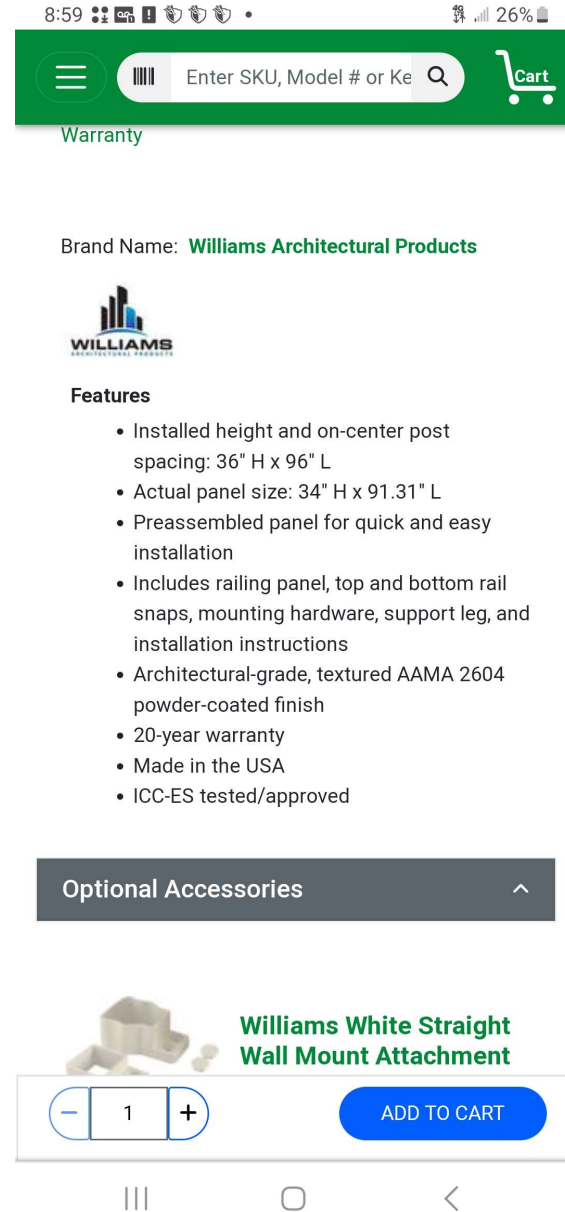 8:59
26%
Enter SKU, Model # or Ke
Cart
Warranty
Brand Name: Williams Architectural Products
WILLIAMS
ARCHITECTURAL PRODUCTS
Features
• Installed height and on-center post
spacing: 36" H x 96" L
• Actual panel size: 34" H x 91.31" L
• Preassembled panel for quick and easy
installation
• Includes railing panel, top and bottom rail
snaps, mounting hardware, support leg, and
installation instructions
• Architectural-grade, textured AAMA 2604
powder-coated finish
• 20-year warranty
• Made in the USA
• ICC-ES tested/approved
Optional Accessories
Williams White Straight
Wall Mount Attachment
1
ADD TO CART